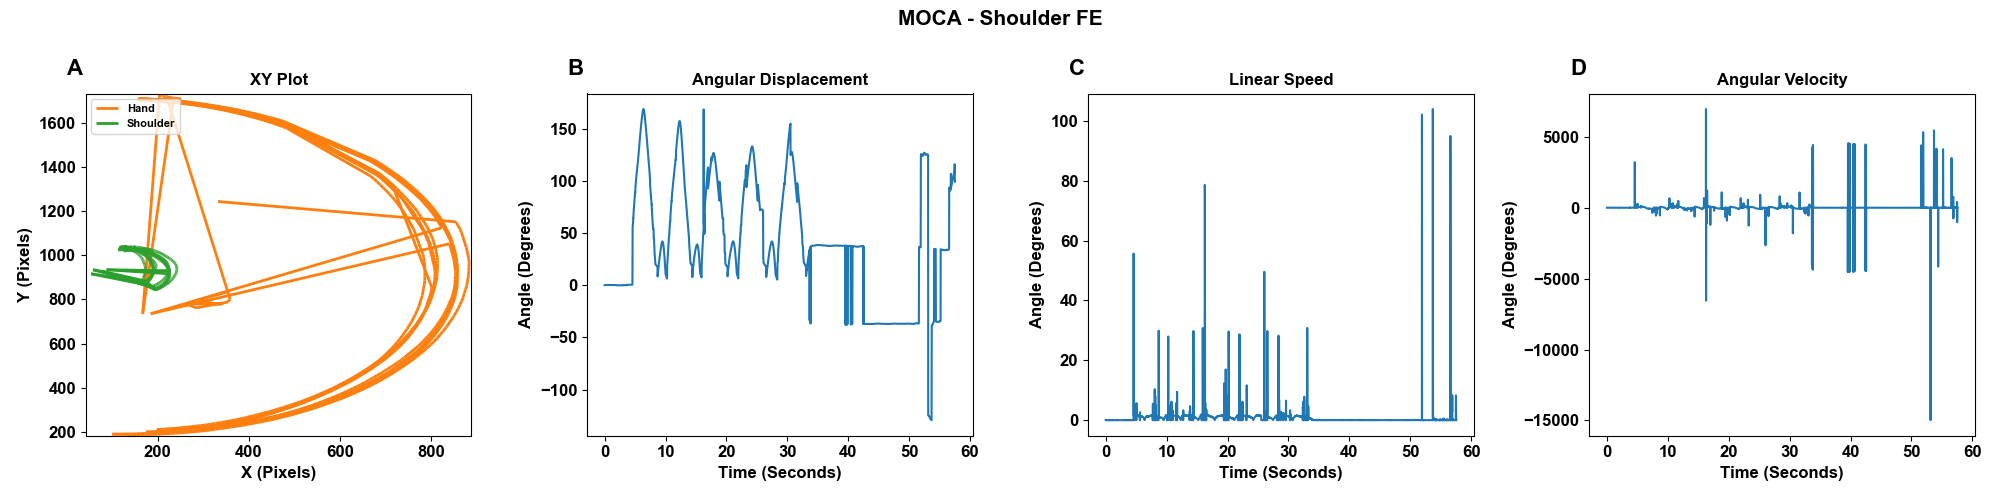 MOCA - Shoulder FE
A
XY Plot
Hand
Shoulder
1600
1400
1200
1000
800
600
400
200
Y (Pixels)
200
400
600
800
X (Pixels)
B
Angular Displacement
150
100
50
0
−50
−100
Angle (Degrees)
0
10
20
30
40
50
60
Time (Seconds)
C
Linear Speed
100
80
60
40
20
0
Angle (Degrees)
0
10
20
30
40
50
60
Time (Seconds)
D
Angular Velocity
5000
0
−5000
−10000
−15000
Angle (Degrees)
0
10
20
30
40
50
60
Time (Seconds)